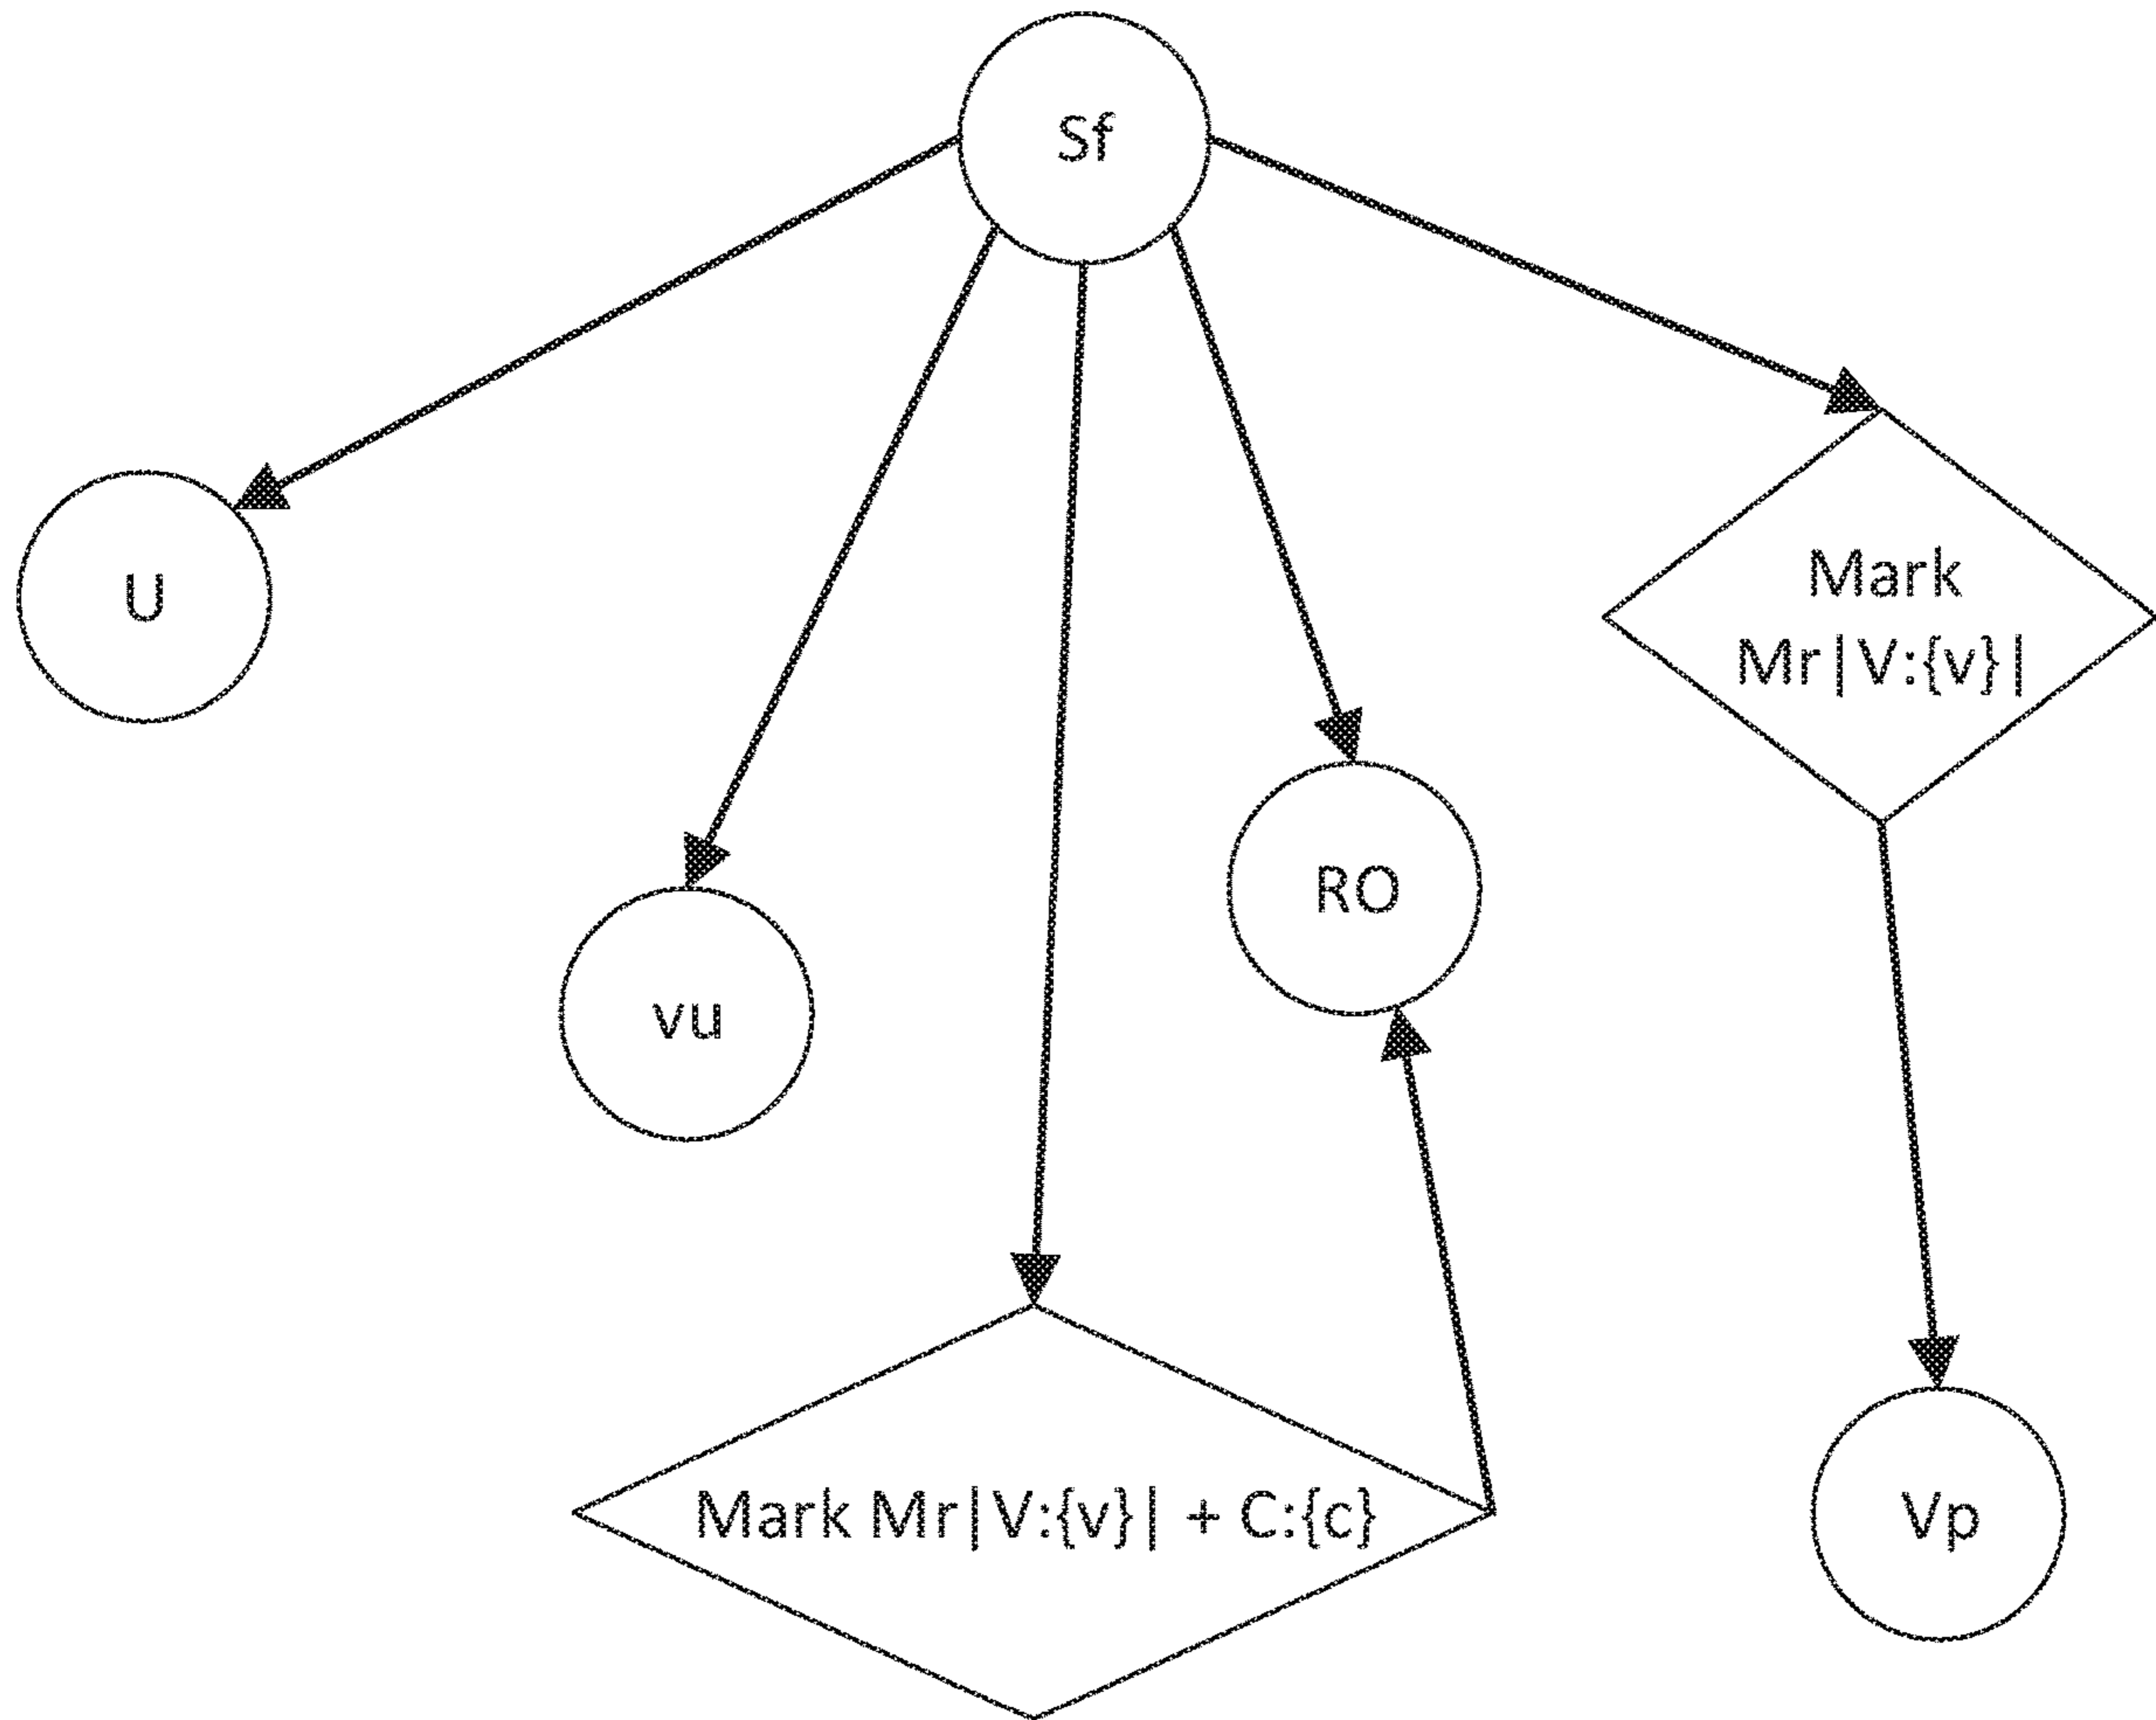 Sf
U
Mark
Mr|V:{v}|
RO
vu
Mark Mr|V:{v}| + C:{c}
Vp